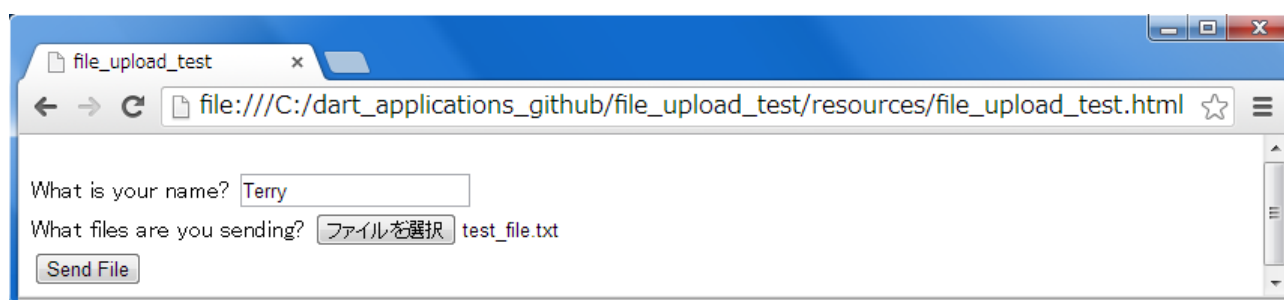 file_upload_test
file:///C:/dart_applications_github/file_upload_test/resources/file_upload_test.html
What is your name? Terry
What files are you sending? ファイルを選択 test_file.txt
Send File